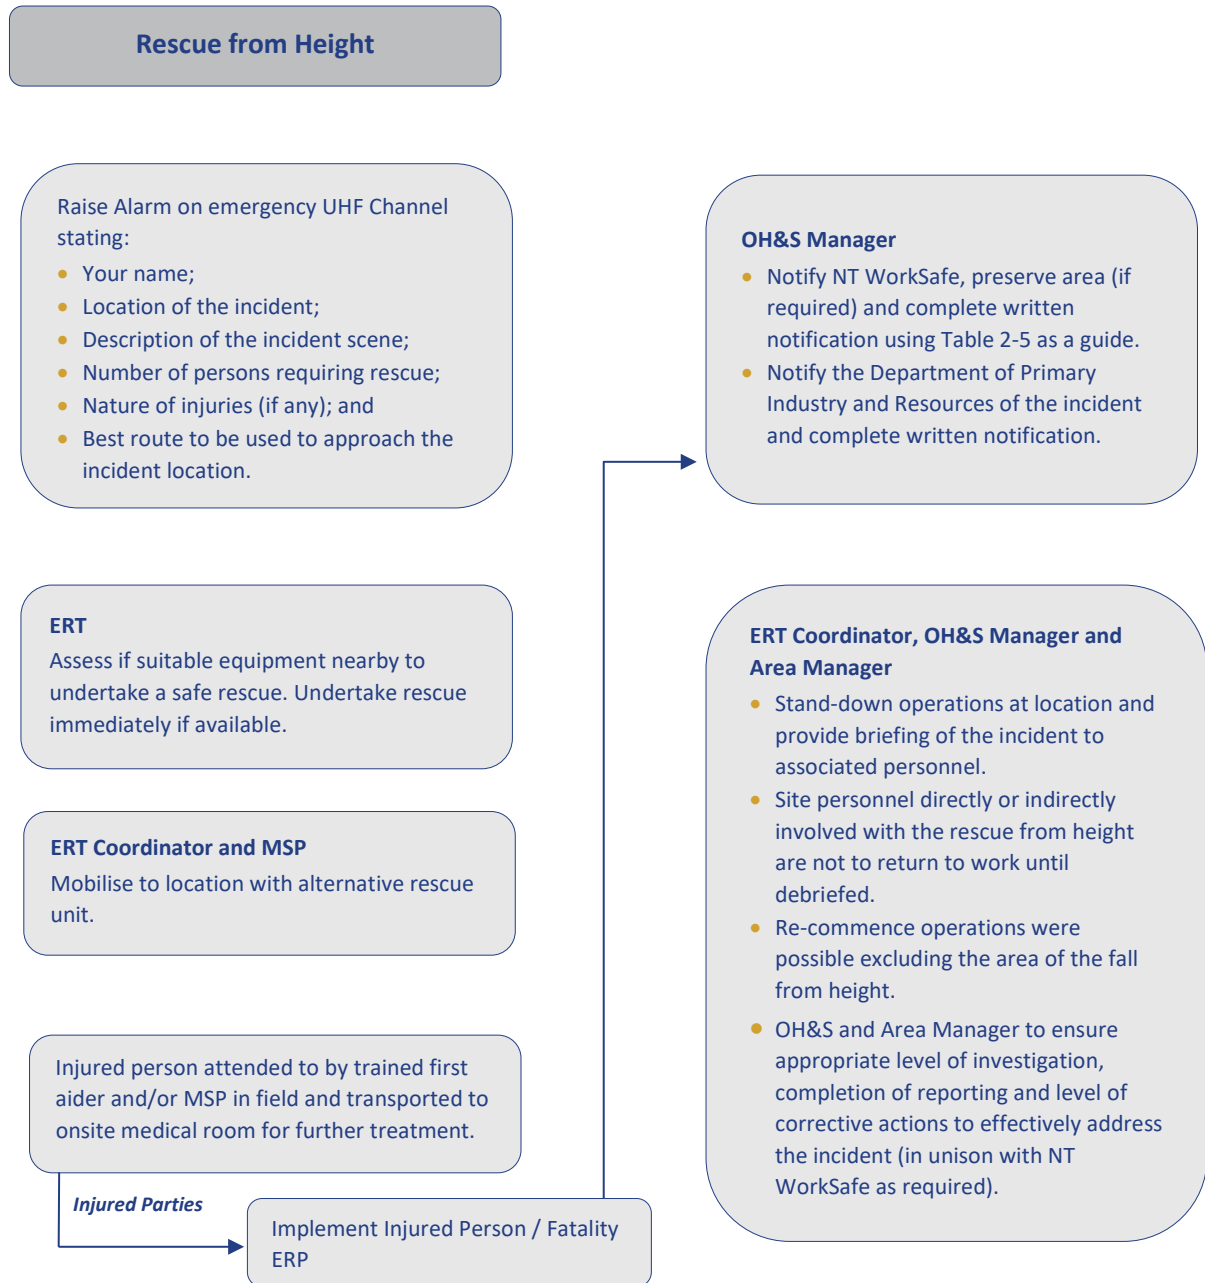 Rescue from Height
Raise Alarm on emergency UHF Channel
stating:
• Your name;
• Location of the incident;
• Description of the incident scene;
• Number of persons requiring rescue;
• Nature of injuries (if any); and
• Best route to be used to approach the
incident location.
ERT
Assess if suitable equipment nearby to
undertake a safe rescue. Undertake rescue
immediately if available.
ERT Coordinator and MSP
Mobilise to location with alternative rescue
unit.
Injured person attended to by trained first
aider and/or MSP in field and transported to
onsite medical room for further treatment.
Injured Parties
Implement Injured Person / Fatality
ERP
OH&S Manager
• Notify NT WorkSafe, preserve area (if
required) and complete written
notification using Table 2-5 as a guide.
• Notify the Department of Primary
Industry and Resources of the incident
and complete written notification.
ERT Coordinator, OH&S Manager and
Area Manager
• Stand-down operations at location and
provide briefing of the incident to
associated personnel.
• Site personnel directly or indirectly
involved with the rescue from height
are not to return to work until
debriefed.
• Re-commence operations were
possible excluding the area of the fall
from height.
• OH&S and Area Manager to ensure
appropriate level of investigation,
completion of reporting and level of
corrective actions to effectively address
the incident (in unison with NT
WorkSafe as required).